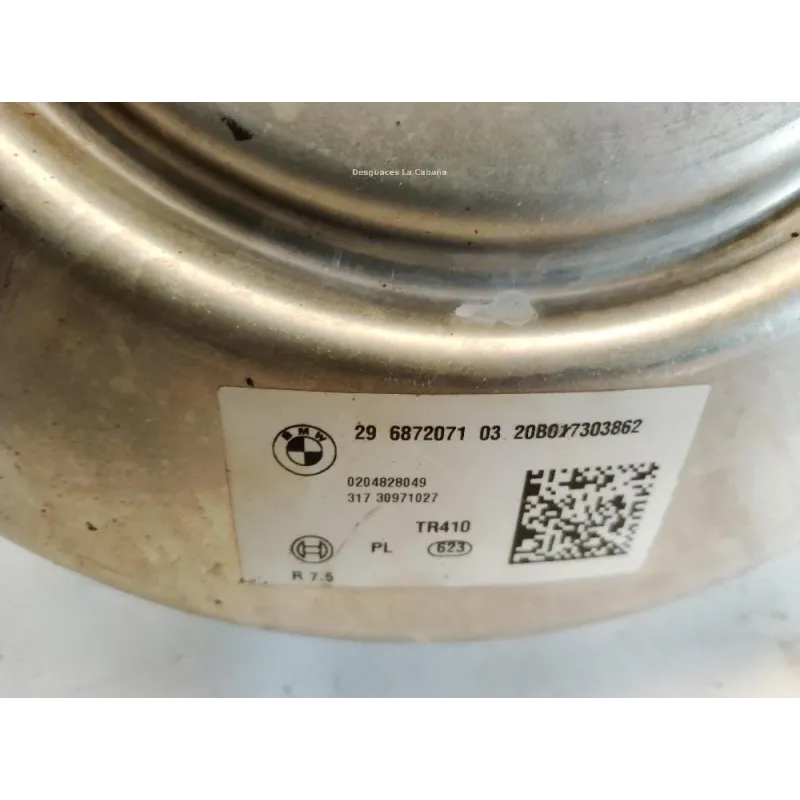 Desguaces La Cabaña
BMW
29 6872071 03 20B017303862
0204828049
317 30971027
TR410
PL 623
R 7.5